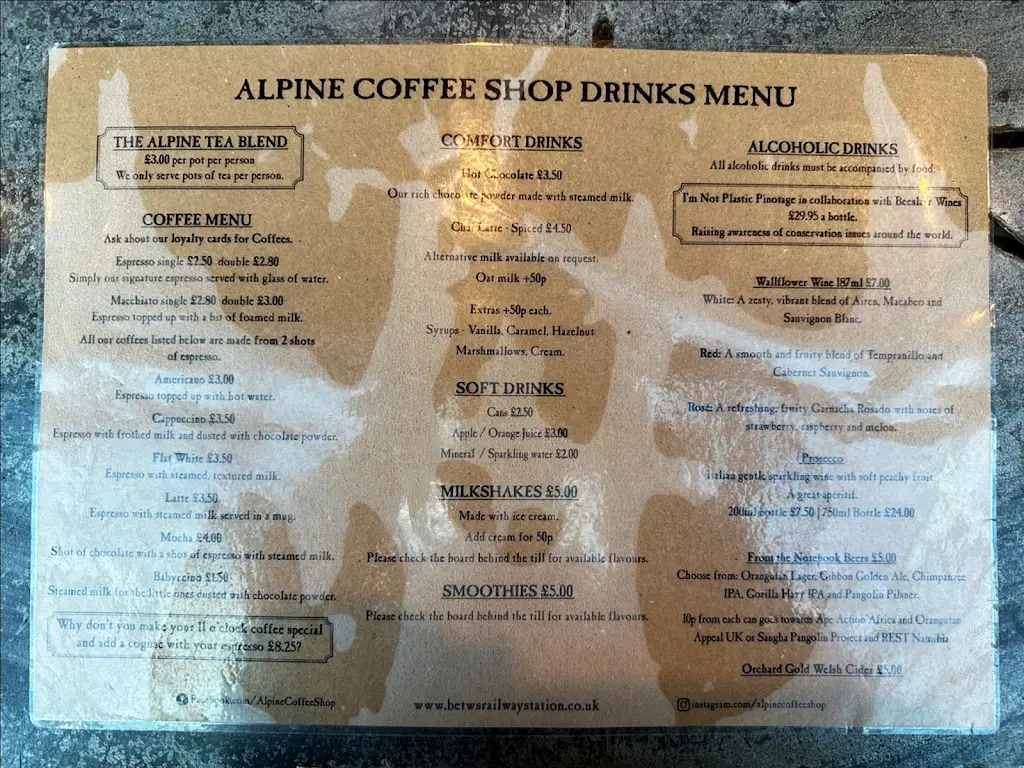 ALPINE COFFEE SHOP DRINKS MENU
THE ALPINE TEA BLEND
£3.00 per pot per person
We only serve pots of tea per person.
COFFEE MENU
Ask about our loyalty cards for Coffees.
Espresso single £2.50 double £2.80
Simply our signature espresso served with glass of water.
Macchiato single £2.80 double £3.00
Espresso topped up with a bit of foamed milk.
All our coffees listed below are made from 2 shots
of espresso.
Americano £3.00
Espresso topped up with hot water.
Cappuccino £3.50
Espresso with frothed milk and dusted with chocolate powder.
Flat White £3.50
Espresso with steamed, textured milk.
Latte £3.50
Espresso with steamed milk served in a mug.
Mocha £4.00
Shot of chocolate with a shot of espresso with steamed milk.
Babyccino £1.50
Steamed milk for the little ones dusted with chocolate powder.
Why don't you make your 11 o'clock coffee special
and add a cognac with your espresso £8.25?
Facebook.com/AlpineCoffeeShop
COMFORT DRINKS
Hot Chocolate £3.50
Our rich chocolate powder made with steamed milk.
Chai Latte - Spiced £4.50
Alternative milk available on request.
Oat milk +50p
Extras +50p each.
Syrups - Vanilla, Caramel, Hazelnut
Marshmallows, Cream.
SOFT DRINKS
Cans £2.50
Apple / Orange Juice £3.00
Mineral / Sparkling water £2.00
MILKSHAKES £5.00
Made with ice cream.
Add cream for 50p
Please check the board behind the till for available flavours.
SMOOTHIES £5.00
Please check the board behind the till for available flavours.
www.betwsrailwaystation.co.uk
ALCOHOLIC DRINKS
All alcoholic drinks must be accompanied by food.
I'm Not Plastic Pinotage in collaboration with Beeslaar Wines
£29.95 a bottle.
Raising awareness of conservation issues around the world.
Wallflower Wine 187ml £7.00
White: A zesty, vibrant blend of Airen, Macabeo and
Sauvignon Blanc.
Red: A smooth and fruity blend of Tempranillo and
Cabernet Sauvignon.
Rosé: A refreshing, fruity Garnacha Rosado with notes of
strawberry, raspberry and melon.
Prosecco
Italian gentle sparkling wine with soft peachy fruit.
A great aperitif.
200ml bottle £7.50 | 750ml Bottle £24.00
From the Notebook Beers £5.00
Choose from: Orangutan Lager, Gibbon Golden Ale, Chimpanzee
IPA, Gorilla Hazy IPA and Pangolin Pilsner.
10p from each can goes towards Ape Action Africa and Orangutan
Appeal UK or Sangha Pangolin Project and REST Namibia
Orchard Gold Welsh Cider £5.00
instagram.com/alpinecoffeeshop